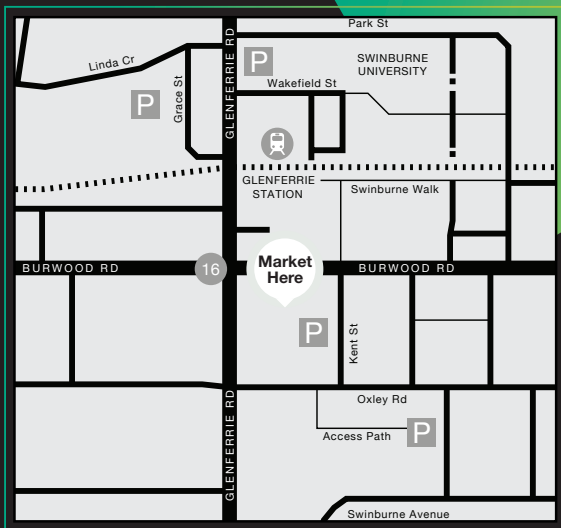 Park St
GLENFERRIE RD
Linda Cr
SWINBURNE
UNIVERSITY
P
Wakefield St
Grace St
P
GLENFERRIE
STATION
Swinburne Walk
BURWOOD RD
16
Market
Here
BURWOOD RD
P
Kent St
Oxley Rd
GLENFERRIE RD
Access Path
P
Swinburne Avenue